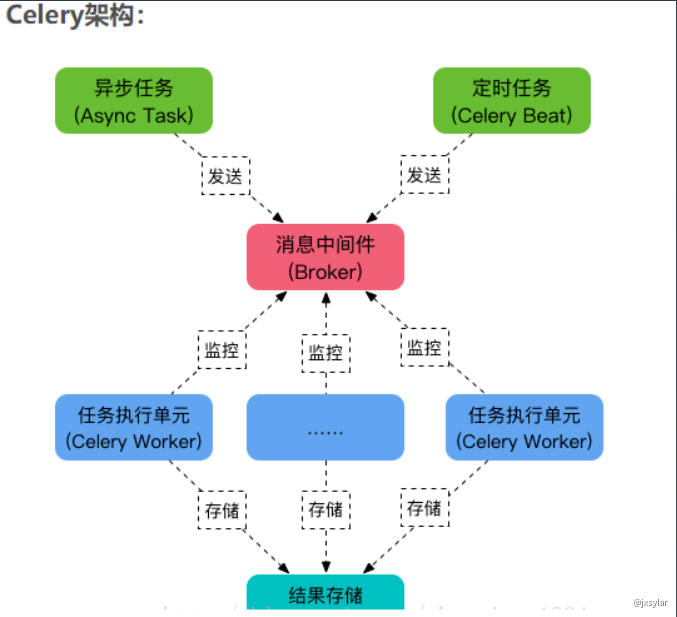 Celery架构：
异步任务
(Async Task)
定时任务
(Celery Beat)
发送
发送
消息中间件
(Broker)
监控
监控
监控
任务执行单元
(Celery Worker)
……
任务执行单元
(Celery Worker)
存储
存储
存储
结果存储
@jxsylar